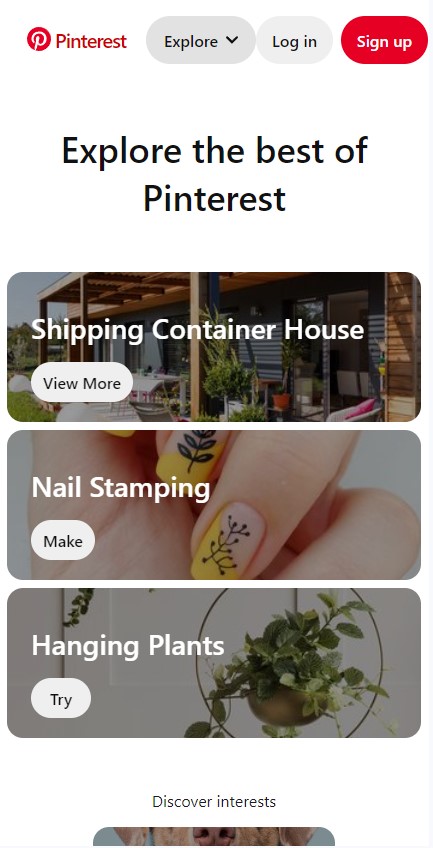 Pinterest
Explore
Log in
Sign up
Explore the best of
Pinterest
Shipping Container House
View More
Nail Stamping
Make
Hanging Plants
Try
Discover interests